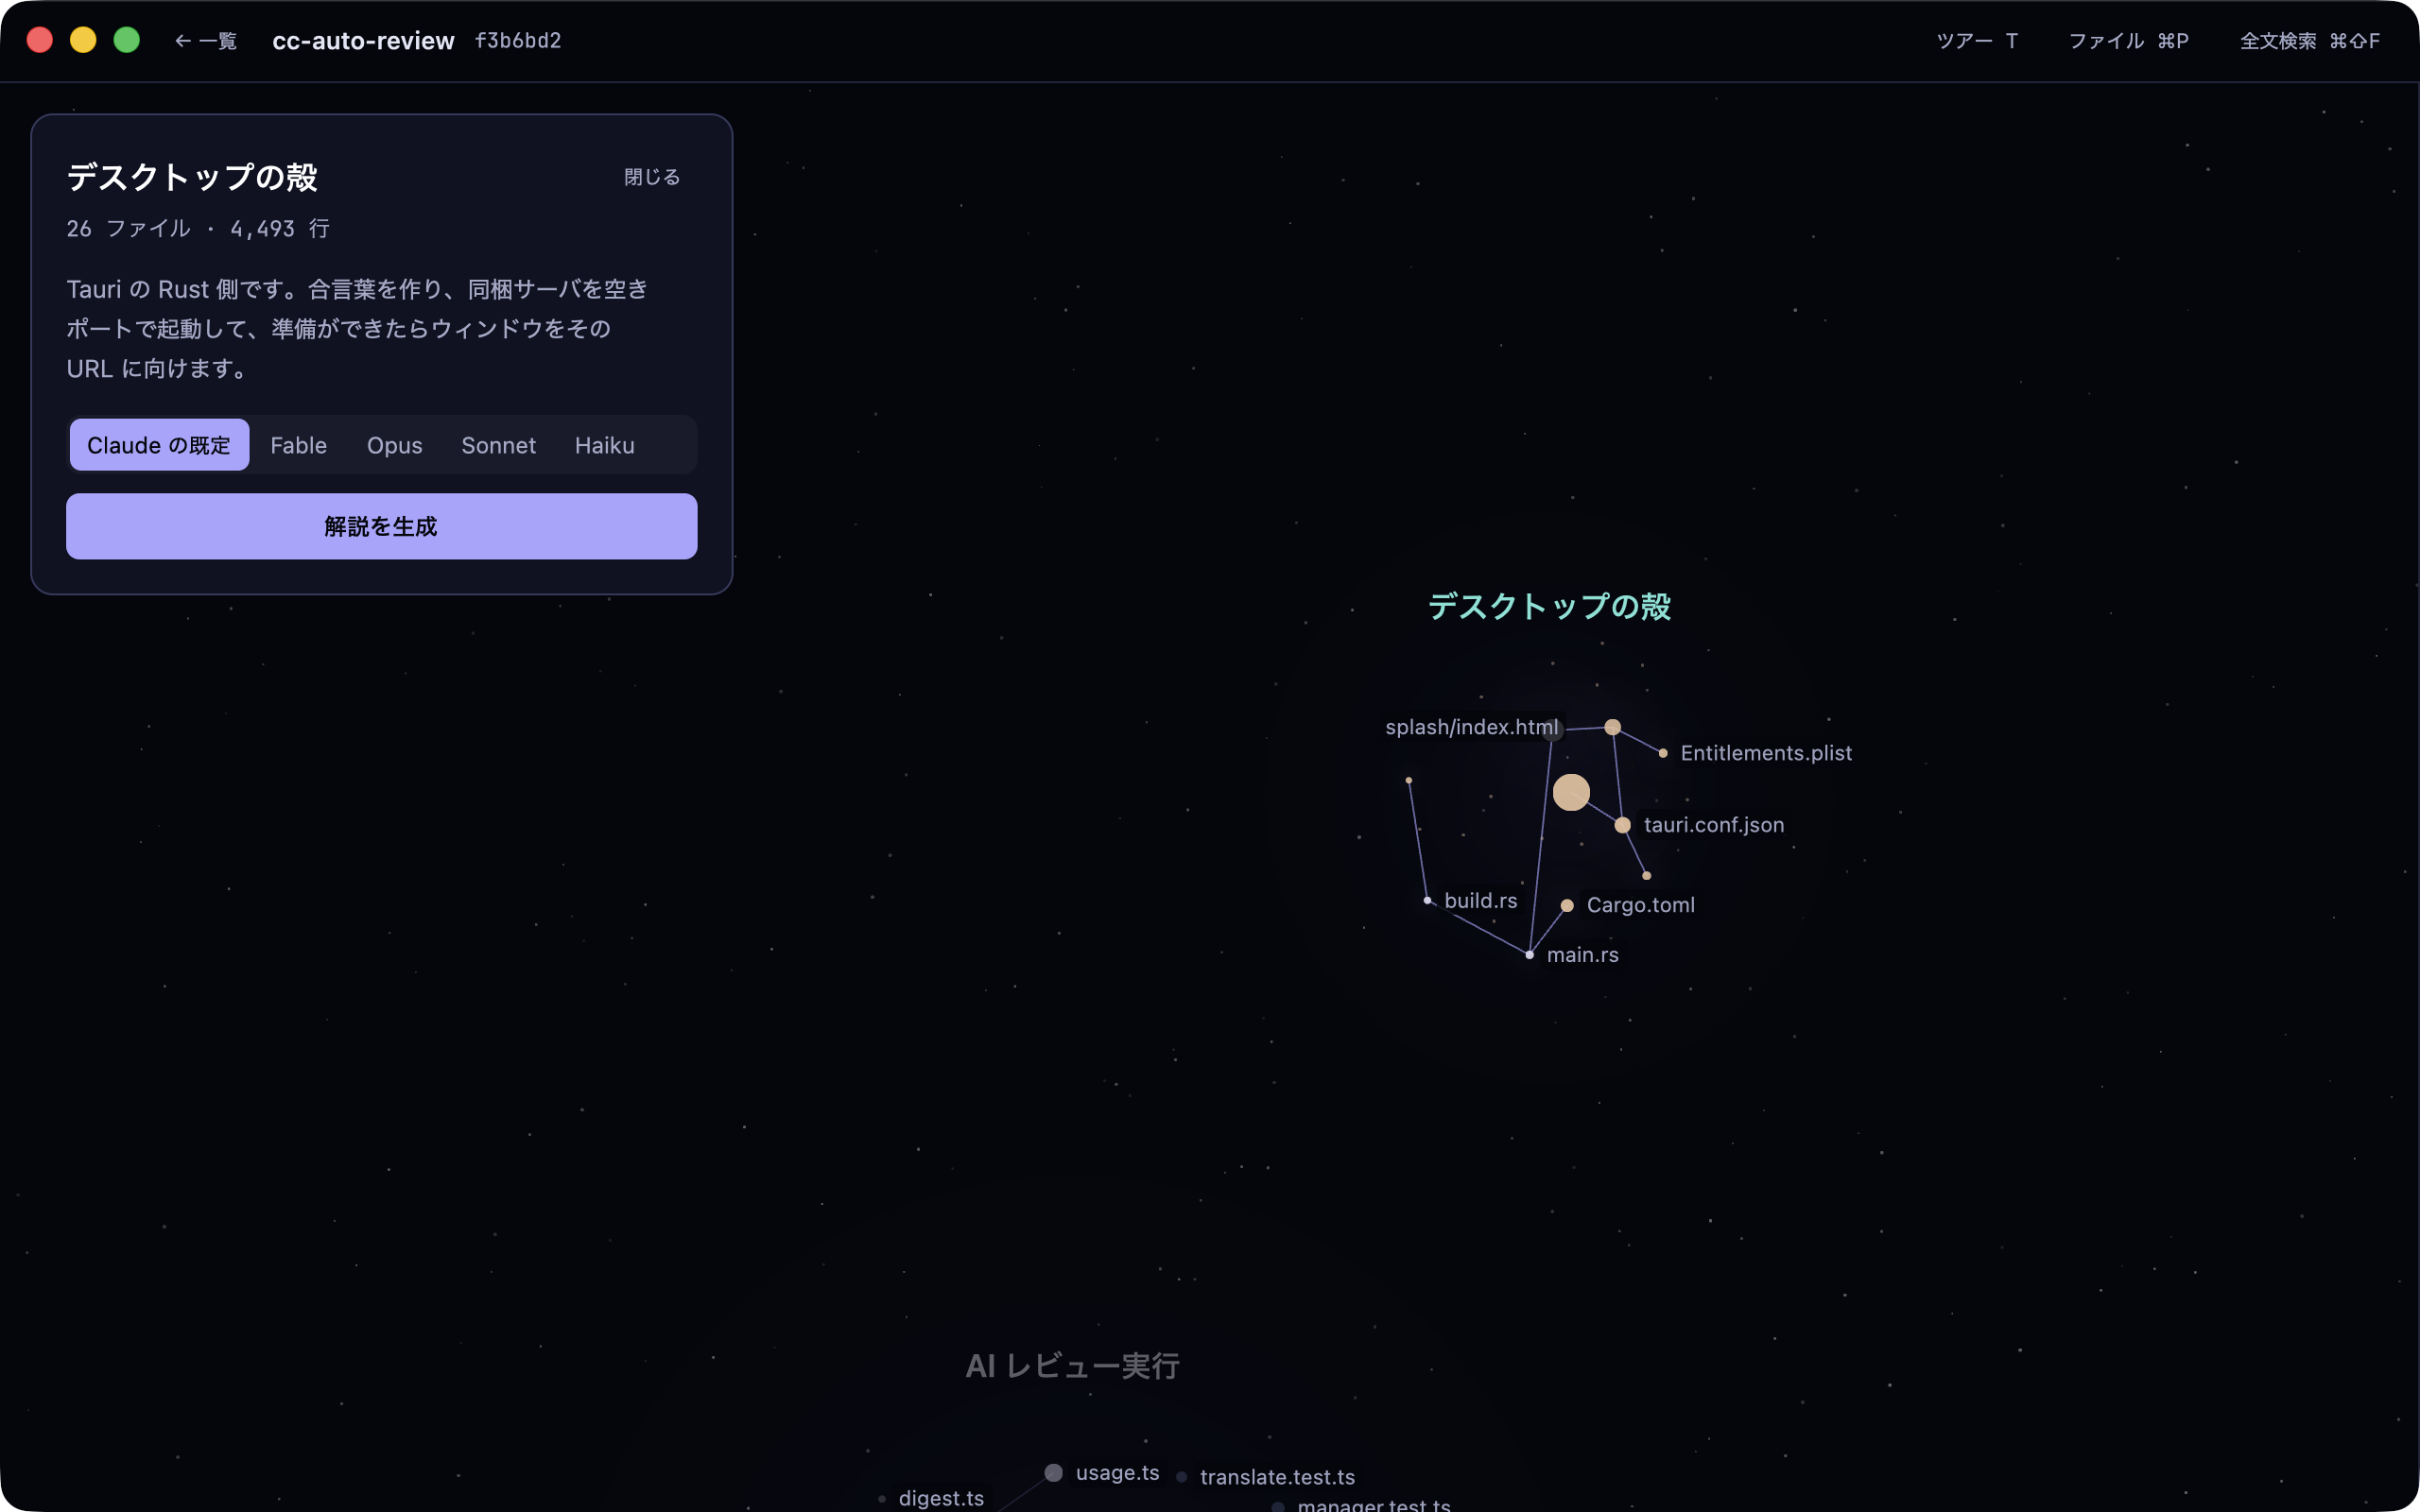 ← 一覧 cc-auto-review f3b6bd2 ツアー T ファイル ⌘P 全文検索 ⌘⇧F
デスクトップの殻 閉じる
26 ファイル · 4,493 行
Tauri の Rust 側です。合言葉を作り、同梱サーバを空き
ポートで起動して、準備ができたらウィンドウをその
URL に向けます。
Claude の既定 Fable Opus Sonnet Haiku
解説を生成
デスクトップの殻
splash/index.html
Entitlements.plist
tauri.conf.json
build.rs
Cargo.toml
main.rs
AI レビュー実行
usage.ts
translate.test.ts
digest.ts
manager.test.ts